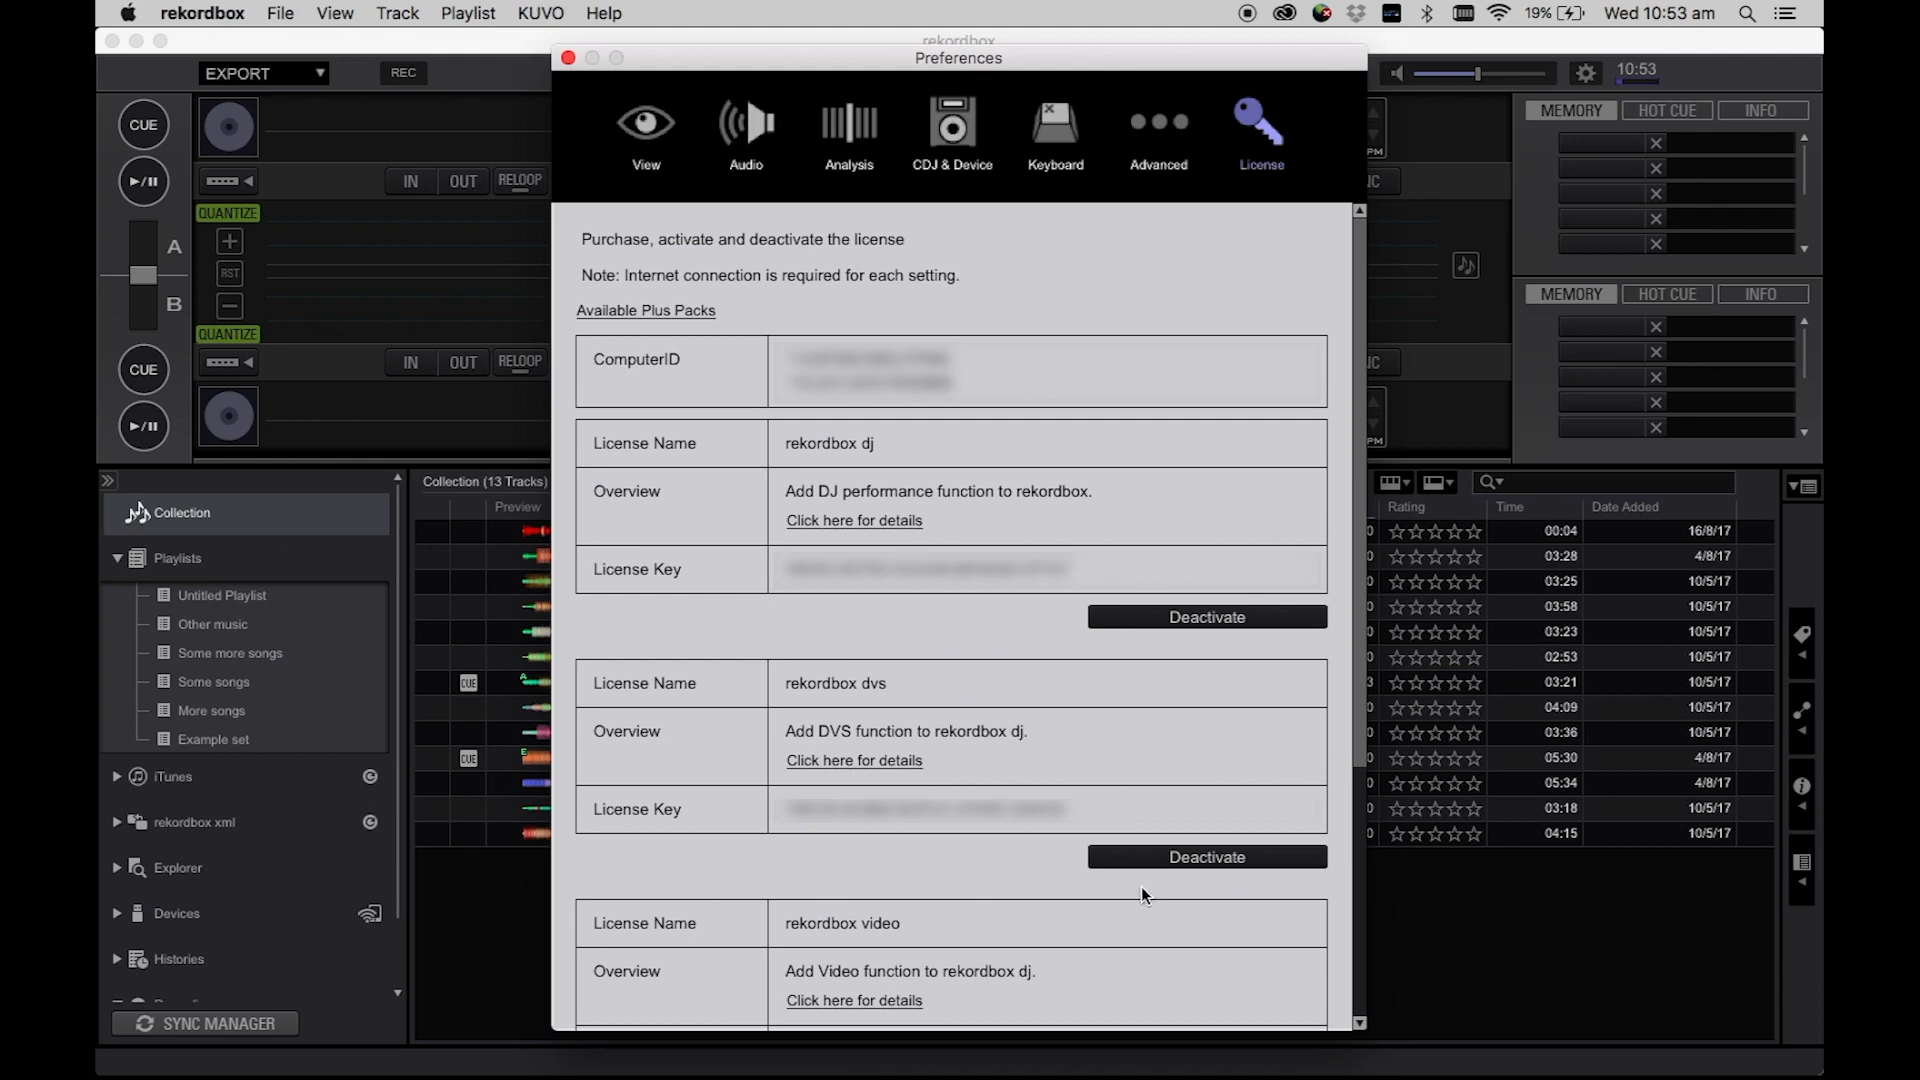 rekordbox File View Track Playlist KUVO Help 19% Wed 10:53 am
rekordbox
Preferences
EXPORT REC 10:53
View Audio Analysis CDJ & Device Keyboard Advanced License
CUE
IN OUT RELOOP
QUANTIZE
A
RST
B
QUANTIZE
CUE
IN OUT RELOOP
MEMORY HOT CUE INFO
MEMORY HOT CUE INFO
Purchase, activate and deactivate the license
Note: Internet connection is required for each setting.
Available Plus Packs
ComputerID
License Name rekordbox dj
Overview Add DJ performance function to rekordbox.
Click here for details
License Key
Deactivate
License Name rekordbox dvs
Overview Add DVS function to rekordbox dj.
Click here for details
License Key
Deactivate
License Name rekordbox video
Overview Add Video function to rekordbox dj.
Click here for details
Collection
Playlists
Untitled Playlist
Other music
Some more songs
Some songs
More songs
Example set
iTunes
rekordbox xml
Explorer
Devices
Histories
SYNC MANAGER
Collection (13 Tracks)
Preview
CUE
CUE
Rating Time Date Added
00:04 16/8/17
03:28 4/8/17
03:25 10/5/17
03:58 10/5/17
03:23 10/5/17
02:53 10/5/17
03:21 10/5/17
04:09 10/5/17
03:36 10/5/17
05:30 4/8/17
05:34 4/8/17
03:18 10/5/17
04:15 10/5/17